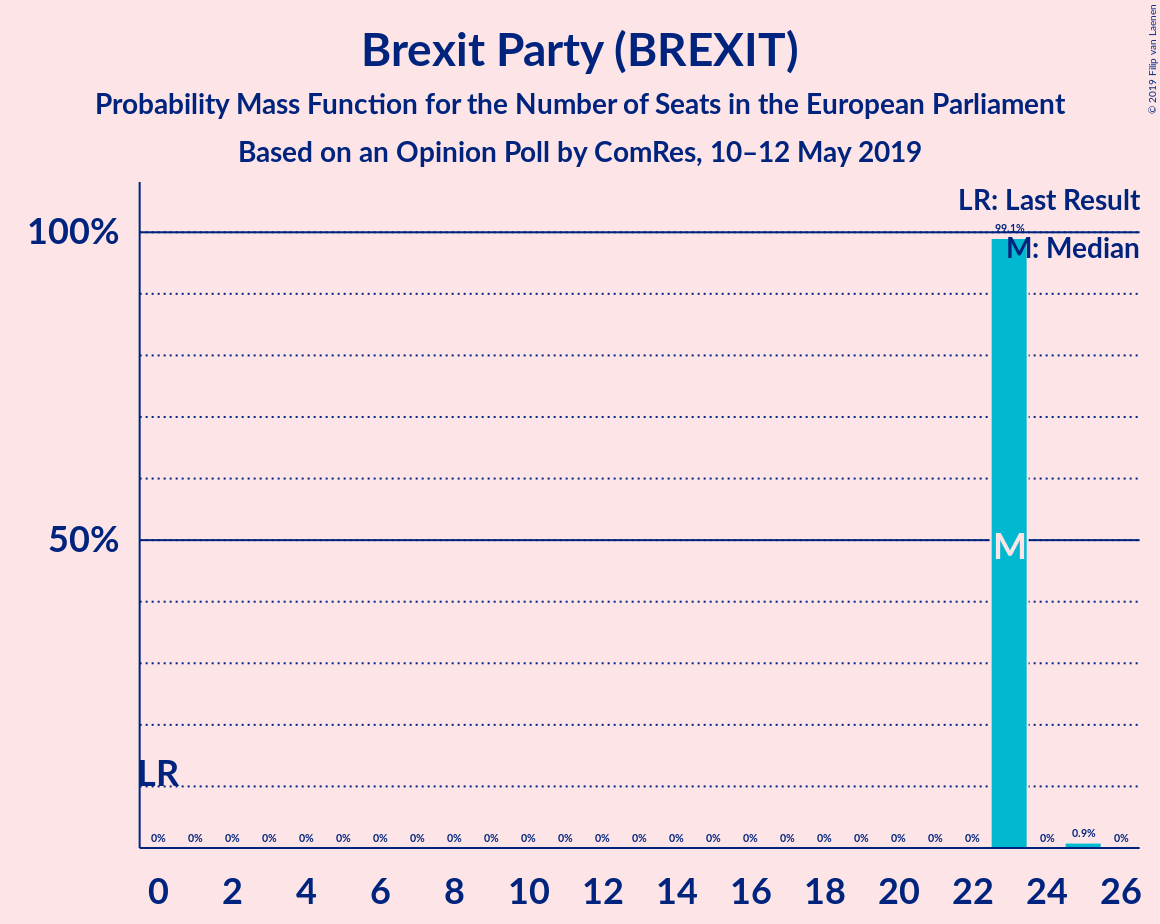 Brexit Party (BREXIT)
Probability Mass Function for the Number of Seats in the European Parliament
Based on an Opinion Poll by ComRes, 10–12 May 2019
© 2019 Filip van Laenen
LR: Last Result
M: Median
100%
99.1%
50%
M
LR
0% 0% 0% 0% 0% 0% 0% 0% 0% 0% 0% 0% 0% 0% 0% 0% 0% 0% 0% 0% 0% 0% 0% 0% 0.9% 0%
0 2 4 6 8 10 12 14 16 18 20 22 24 26